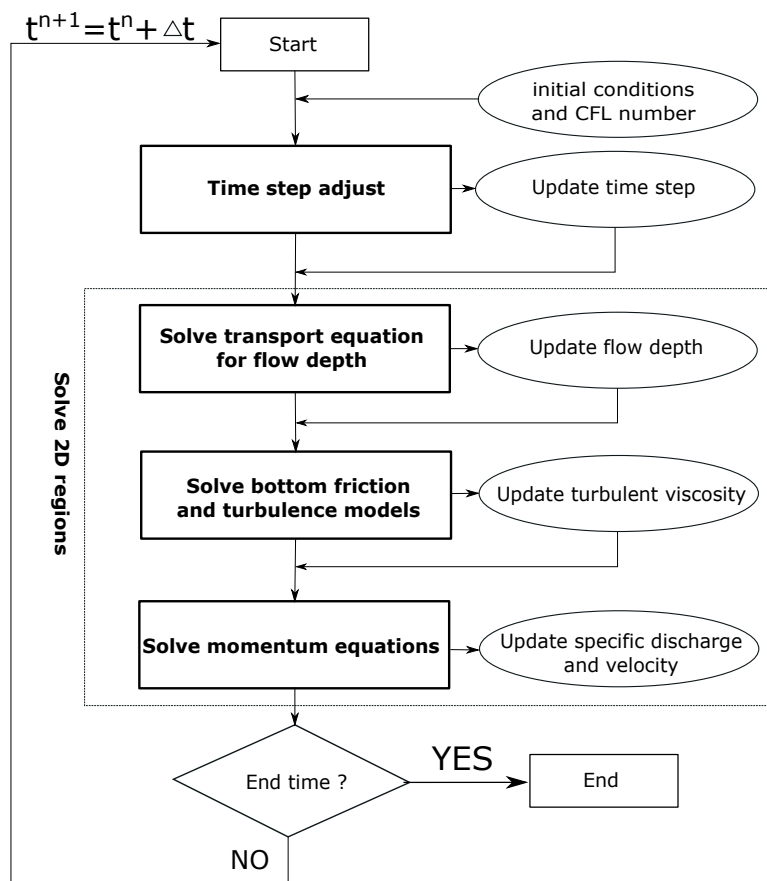 tⁿ⁺¹=tⁿ+ △t
Start
initial conditions
and CFL number
Time step adjust
Update time step
Solve 2D regions
Solve transport equation
for flow depth
Update flow depth
Solve bottom friction
and turbulence models
Update turbulent viscosity
Solve momentum equations
Update specific discharge
and velocity
End time ?
YES
End
NO